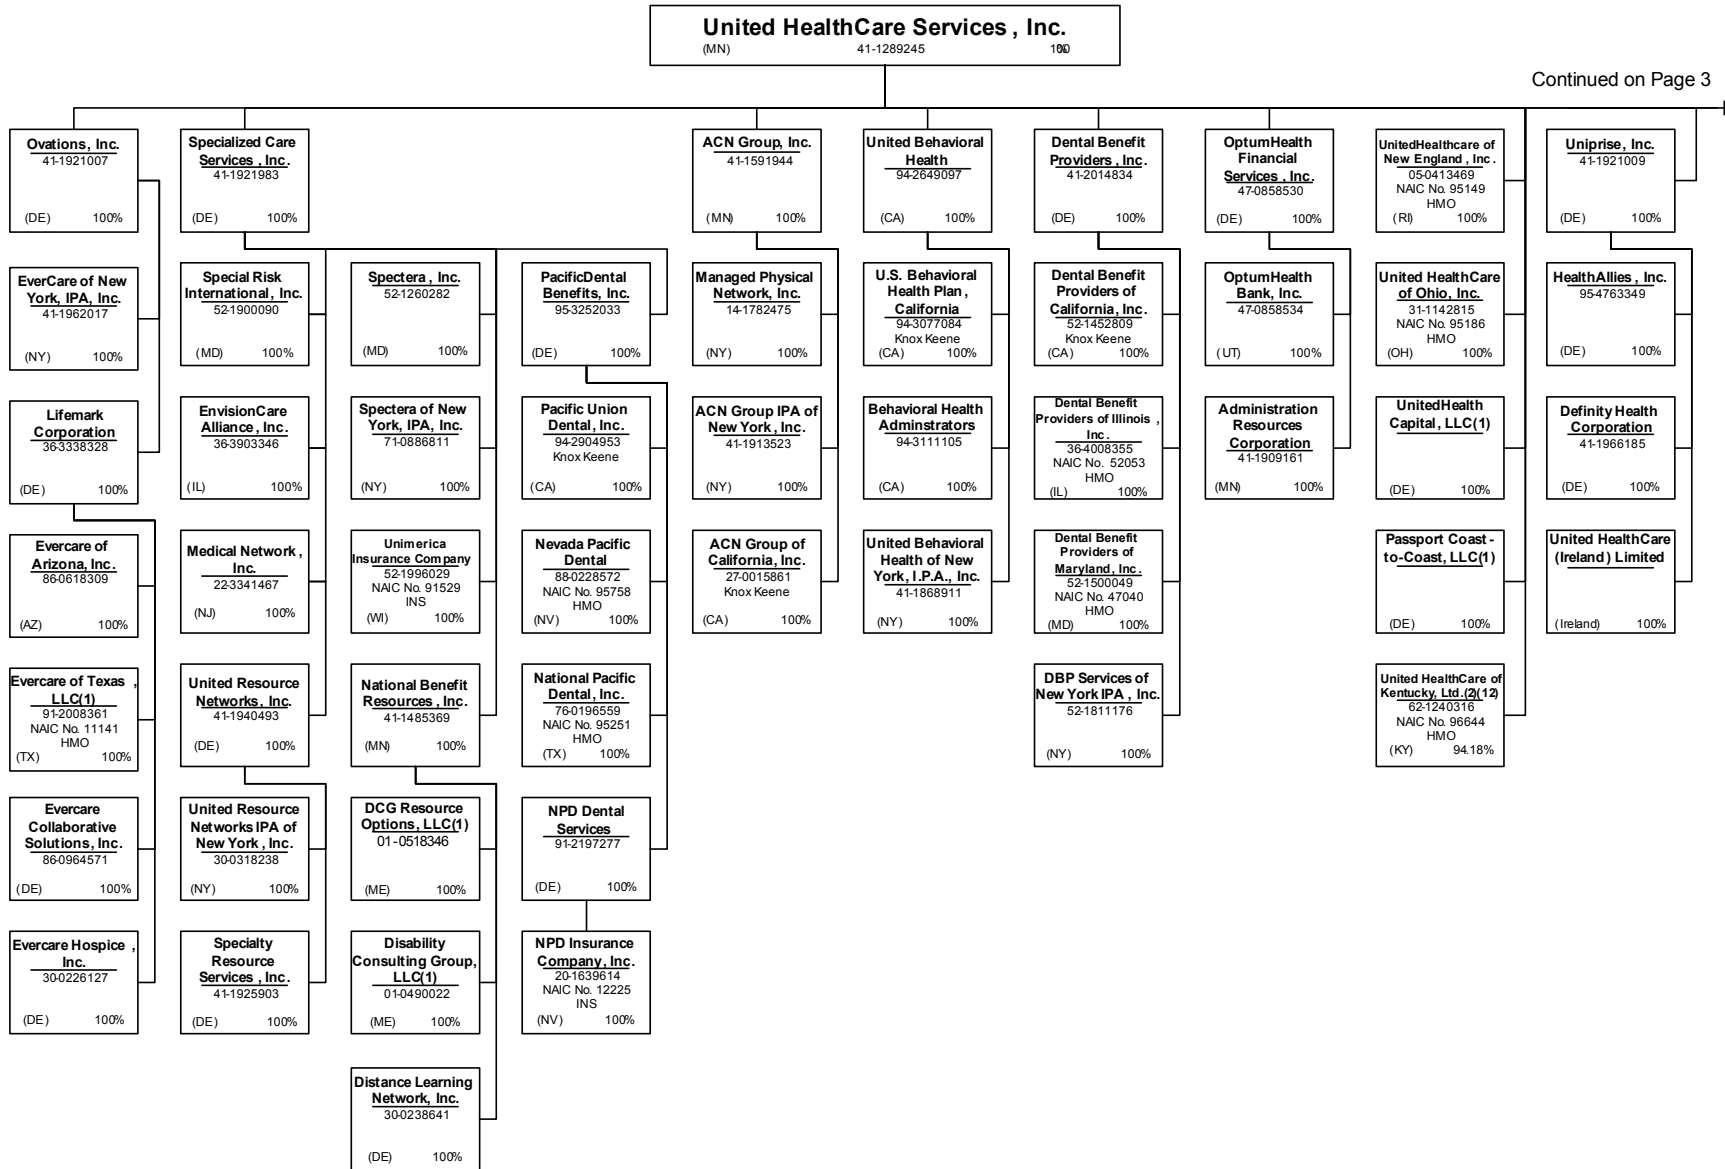 United HealthCare Services , Inc.
(MN) 41-1289245 100
Continued on Page 3
Ovations, Inc.
41-1921007
(DE) 100%
Specialized Care
Services , Inc.
41-1921983
(DE) 100%
ACN Group, Inc.
41-1591944
(MN) 100%
United Behavioral
Health
94-2649097
(CA) 100%
Dental Benefit
Providers , Inc.
41-2014834
(DE) 100%
OptumHealth
Financial
Services , Inc.
47-0858530
(DE) 100%
UnitedHealthcare of
New England , Inc.
05-0413469
NAIC No. 95149
HMO
(RI) 100%
Uniprise, Inc.
41-1921009
(DE) 100%
EverCare of New
York, IPA, Inc.
41-1962017
(NY) 100%
Special Risk
International, Inc.
52-1900090
(MD) 100%
Spectera , Inc.
52-1260282
(MD) 100%
PacificDental
Benefits, Inc.
95-3252033
(DE) 100%
Managed Physical
Network, Inc.
14-1782475
(NY) 100%
U.S. Behavioral
Health Plan ,
California
94-3077084
Knox Keene
(CA) 100%
Dental Benefit
Providers of
California, Inc.
52-1452809
Knox Keene
(CA) 100%
OptumHealth
Bank, Inc.
47-0858534
(UT) 100%
United HealthCare
of Ohio, Inc.
31-1142815
NAIC No. 95186
HMO
(OH) 100%
HealthAllies , Inc.
95-4763349
(DE) 100%
Lifemark
Corporation
36-3338328
(DE) 100%
EnvisionCare
Alliance , Inc.
36-3903346
(IL) 100%
Spectera of New
York, IPA, Inc.
71-0886811
(NY) 100%
Pacific Union
Dental, Inc.
94-2904953
Knox Keene
(CA) 100%
ACN Group IPA of
New York , Inc.
41-1913523
(NY) 100%
Behavioral Health
Adminstrators
94-3111105
(CA) 100%
Dental Benefit
Providers of Illinois ,
Inc.
36-4008355
NAIC No. 52053
HMO
(IL) 100%
Administration
Resources
Corporation
41-1909161
(MN) 100%
UnitedHealth
Capital, LLC(1)
(DE) 100%
Definity Health
Corporation
41-1966185
(DE) 100%
Evercare of
Arizona, Inc.
86-0618309
(AZ) 100%
Medical Network ,
Inc.
22-3341467
(NJ) 100%
Unimerica
Insurance Company
52-1996029
NAIC No. 91529
INS
(WI) 100%
Nevada Pacific
Dental
88-0228572
NAIC No. 95758
HMO
(NV) 100%
ACN Group of
California, Inc.
27-0015861
Knox Keene
(CA) 100%
United Behavioral
Health of New
York, I.P.A., Inc.
41-1868911
(NY) 100%
Dental Benefit
Providers of
Maryland, Inc.
52-1500049
NAIC No. 47040
HMO
(MD) 100%
Passport Coast -
to-Coast, LLC(1)
(DE) 100%
United HealthCare
(Ireland ) Limited
(Ireland) 100%
Evercare of Texas ,
LLC(1)
91-2008361
NAIC No. 11141
HMO
(TX) 100%
United Resource
Networks, Inc.
41-1940493
(DE) 100%
National Benefit
Resources , Inc.
41-1485369
(MN) 100%
National Pacific
Dental, Inc.
76-0196559
NAIC No. 95251
HMO
(TX) 100%
DBP Services of
New York IPA , Inc.
52-1811176
(NY) 100%
United HealthCare of
Kentucky, Ltd.(2)(12)
62-1240316
NAIC No. 96644
HMO
(KY) 94.18%
Evercare
Collaborative
Solutions, Inc.
86-0964571
(DE) 100%
United Resource
Networks IPA of
New York , Inc.
30-0318238
(NY) 100%
DCG Resource
Options, LLC(1)
01-0518346
(ME) 100%
NPD Dental
Services
91-2197277
(DE) 100%
Evercare Hospice ,
Inc.
30-0226127
(DE) 100%
Specialty
Resource
Services , Inc.
41-1925903
(DE) 100%
Disability
Consulting Group,
LLC(1)
01-0490022
(ME) 100%
NPD Insurance
Company, Inc.
20-1639614
NAIC No. 12225
INS
(NV) 100%
Distance Learning
Network, Inc.
30-0238641
(DE) 100%